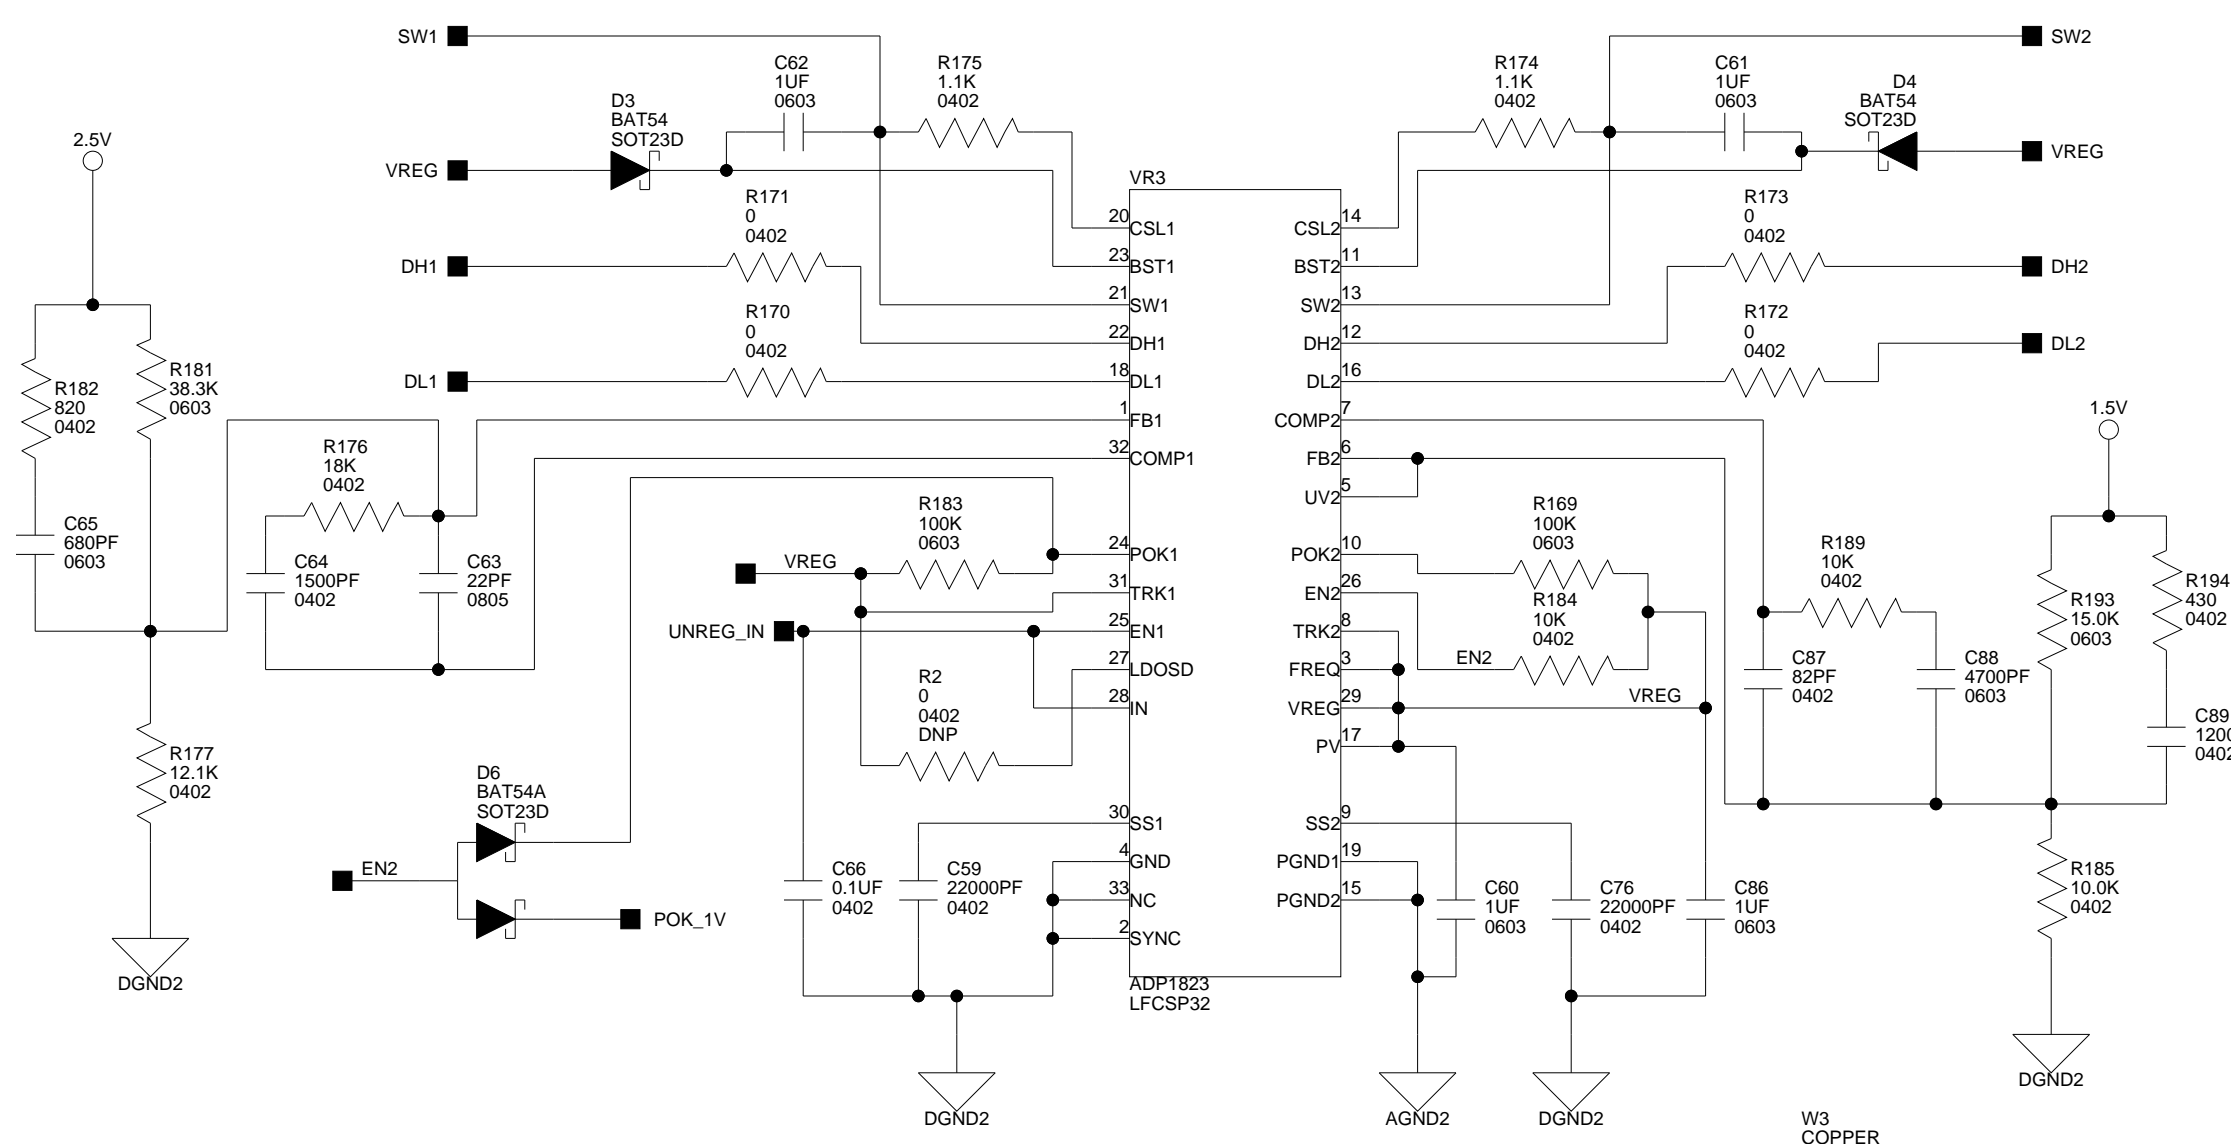 SW1
SW2
C62
1UF
0603
R175
1.1K
0402
R174
1.1K
0402
C61
1UF
0603
D3
BAT54
SOT23D
D4
BAT54
SOT23D
2.5V
VREG
VREG
VR3
R171
0
0402
R173
0
0402
20
CSL1
CSL2
14
DH1
23
BST1
BST2
11
DH2
21
SW1
SW2
13
R170
0
0402
R172
0
0402
22
DH1
DH2
12
DL2
DL1
18
DL1
DL2
16
R182
820
0402
R181
38.3K
0603
1
FB1
COMP2
7
1.5V
R176
18K
0402
32
COMP1
FB2
6
UV2
5
C65
680PF
0603
R183
100K
0603
R169
100K
0603
24
POK1
POK2
10
R189
10K
0402
C64
1500PF
0402
C63
22PF
0805
VREG
31
TRK1
EN2
26
R184
10K
0402
R193
15.0K
0603
R194
430
0402
UNREG_IN
25
EN1
TRK2
8
27
LDOSD
FREQ
3
EN2
C87
82PF
0402
C88
4700PF
0603
R2
0
0402
DNP
28
IN
VREG
29
VREG
C89
1200
0402
PV
17
R177
12.1K
0402
D6
BAT54A
SOT23D
30
SS1
SS2
9
EN2
4
GND
PGND1
19
C66
0.1UF
0402
C59
22000PF
0402
33
NC
PGND2
15
C60
1UF
0603
C76
22000PF
0402
C86
1UF
0603
R185
10.0K
0402
POK_1V
2
SYNC
DGND2
ADP1823
LFCSP32
DGND2
DGND2
AGND2
DGND2
W3
COPPER